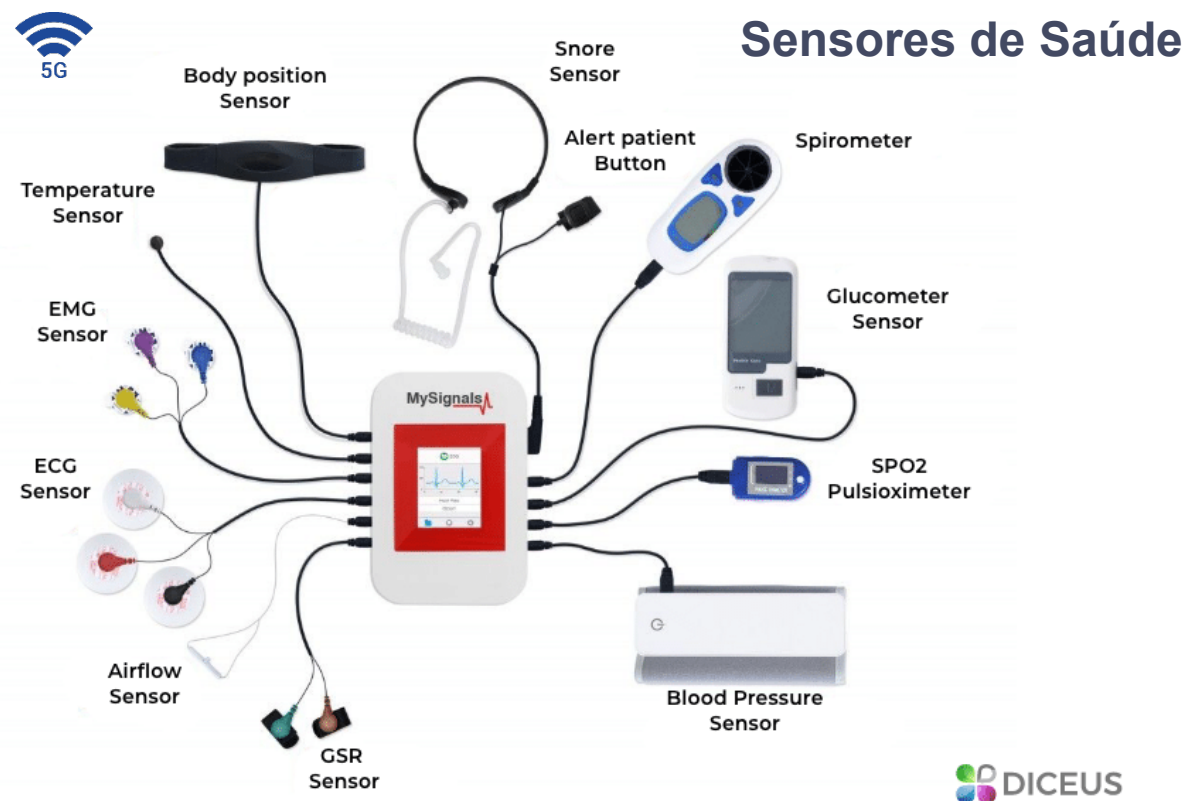 Sensores de Saúde
5G
Snore
Sensor
Body position
Sensor
Alert patient
Button
Spirometer
Temperature
Sensor
Glucometer
Sensor
EMG
Sensor
MySignals
ECG
Sensor
SPO2
Pulsioximeter
Airflow
Sensor
Blood Pressure
Sensor
GSR
Sensor
DICEUS